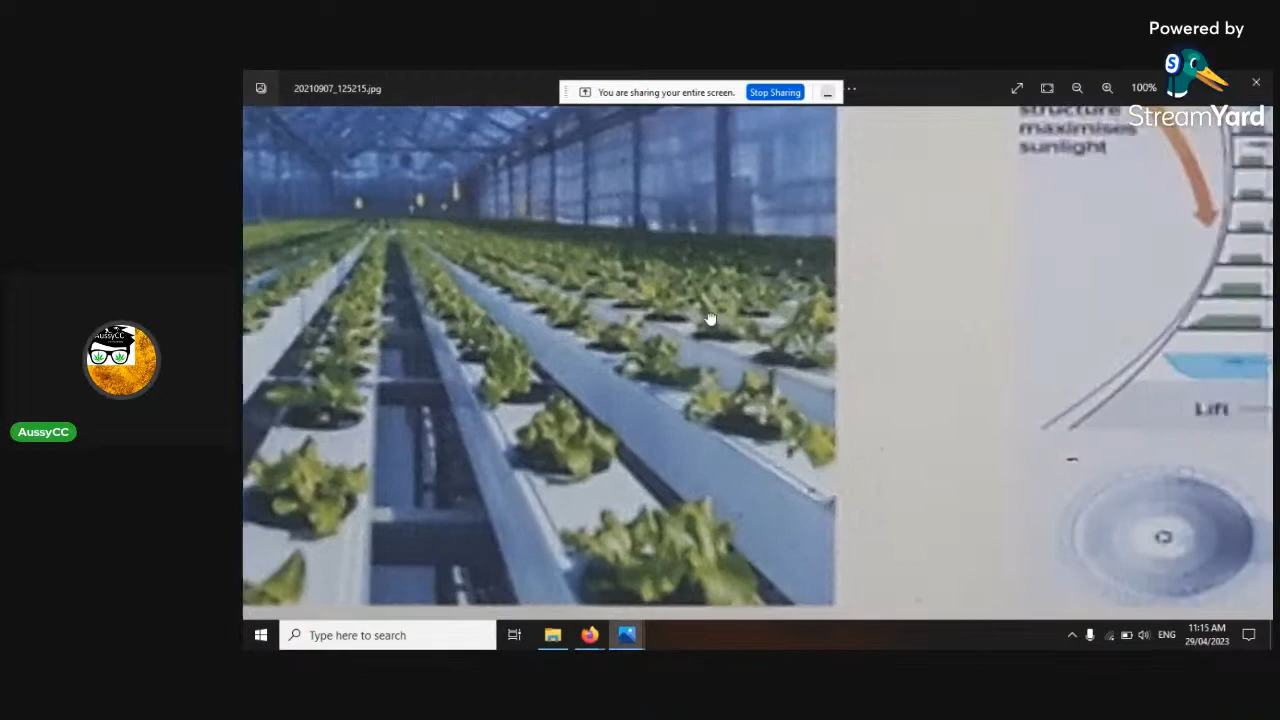 Powered by
StreamYard
20210907_125215.jpg
You are sharing your entire screen.
Stop Sharing
100%
structure
maximises
sunlight
Lift
AussyCC
AussyCC
Type here to search
ENG
11:15 AM
29/04/2023